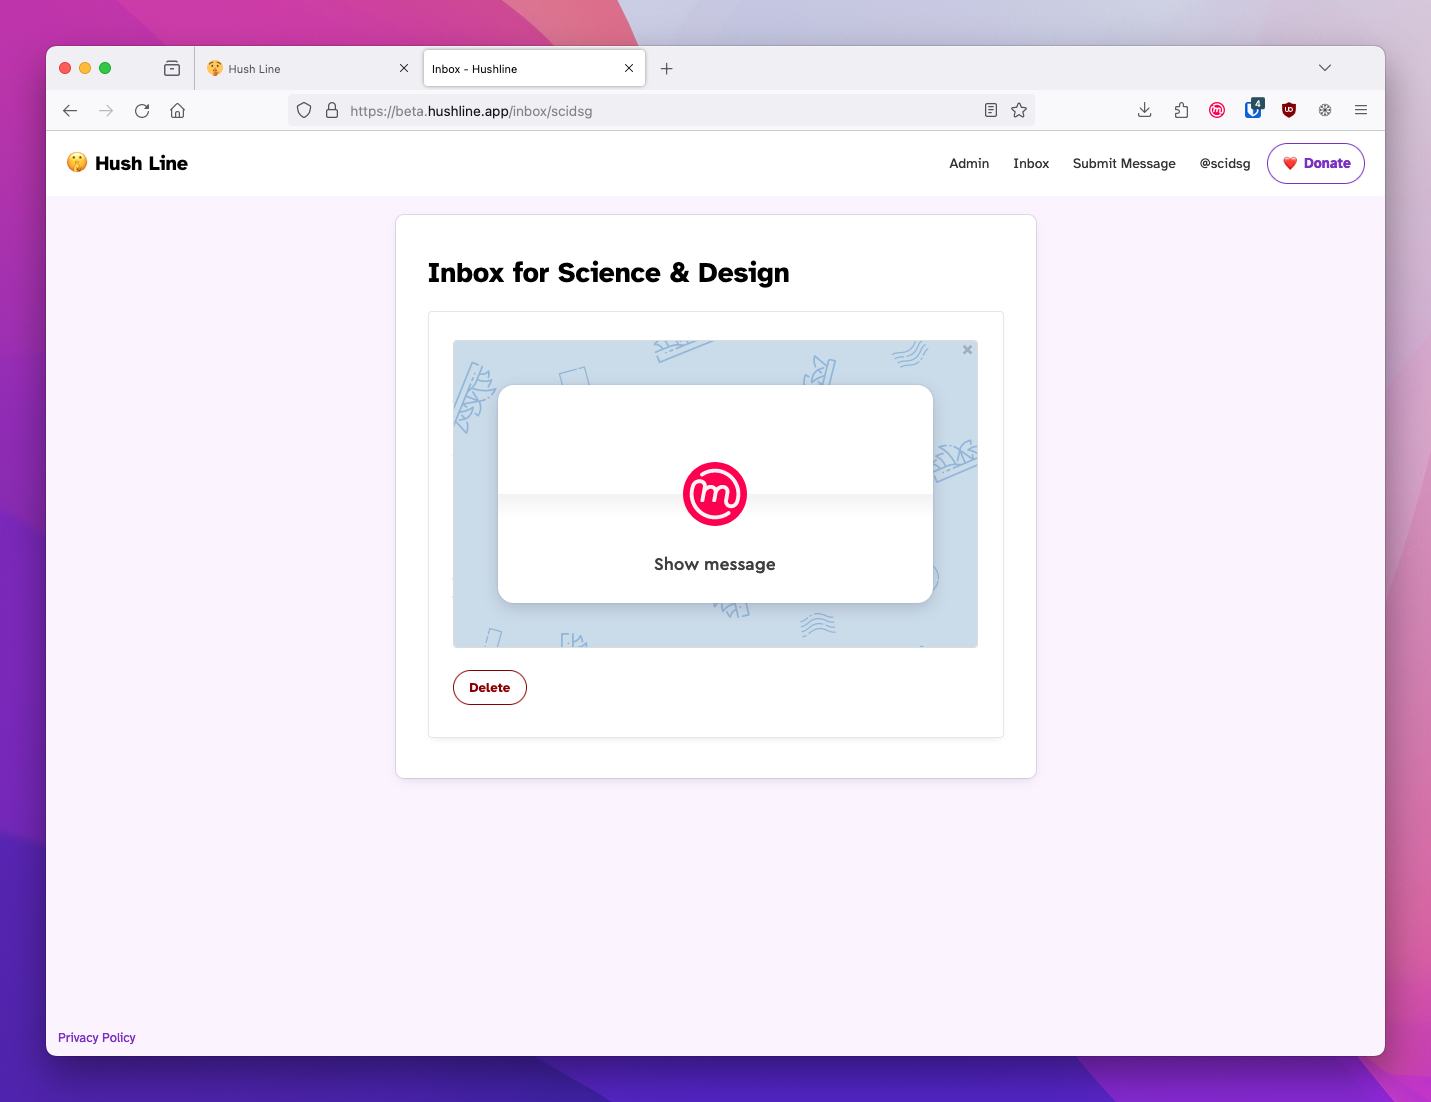 Hush Line
Inbox - Hushline
https://beta.hushline.app/inbox/scidsg
4
Hush Line
Admin
Inbox
Submit Message
@scidsg
Donate
Inbox for Science & Design
m
Show message
Delete
Privacy Policy